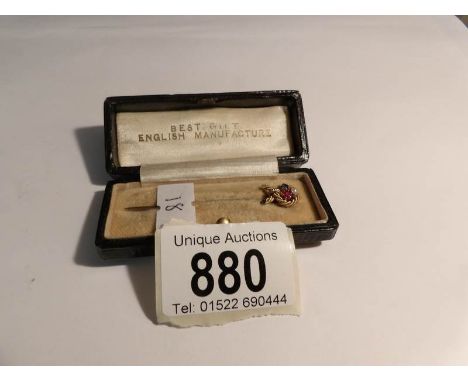 BEST GILT
ENGLISH MANUFACTURE
18
Unique Auctions
880
Tel: 01522 690444